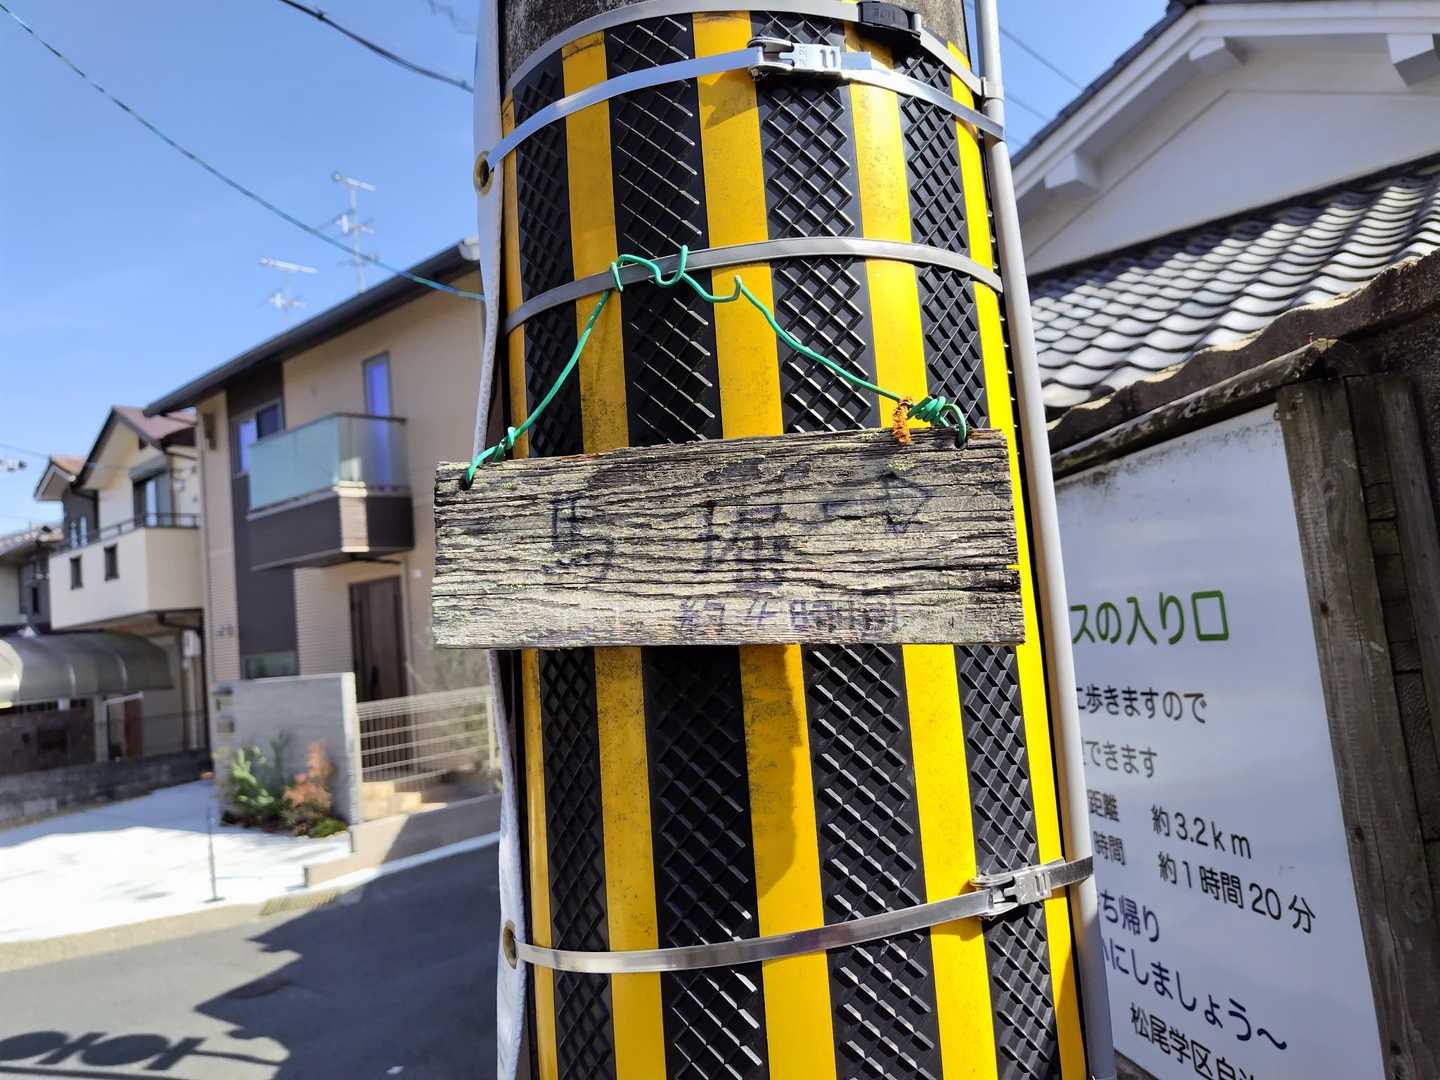 馬堀→
約4
スの入り口
に歩きますので
できます
距離 約3.2km
時間 約1時間20分
ち帰り
にしましょう～
松尾学区自